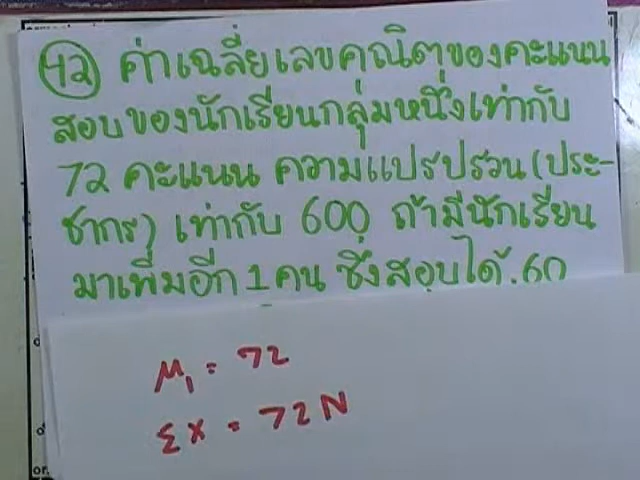 42 ค่าเฉลี่ยเลขคณิตของคะแนน
สอบของนักเรียนกลุ่มหนึ่งเท่ากับ
72 คะแนน ความแปรปรวน (ประ-
ชากร) เท่ากับ 600 ถ้ามีนักเรียน
มาเพิ่มอีก 1 คน ซึ่งสอบได้ 60
μ₁ = 72
Σx = 72N